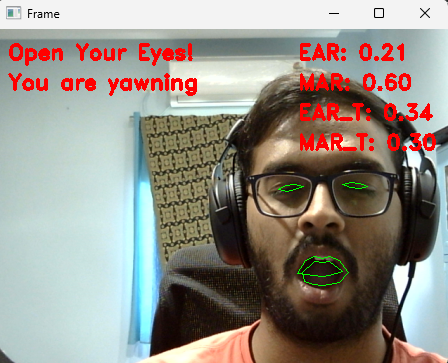 Frame
Open Your Eyes!
You are yawning
EAR: 0.21
MAR: 0.60
EAR_T: 0.34
MAR_T: 0.30